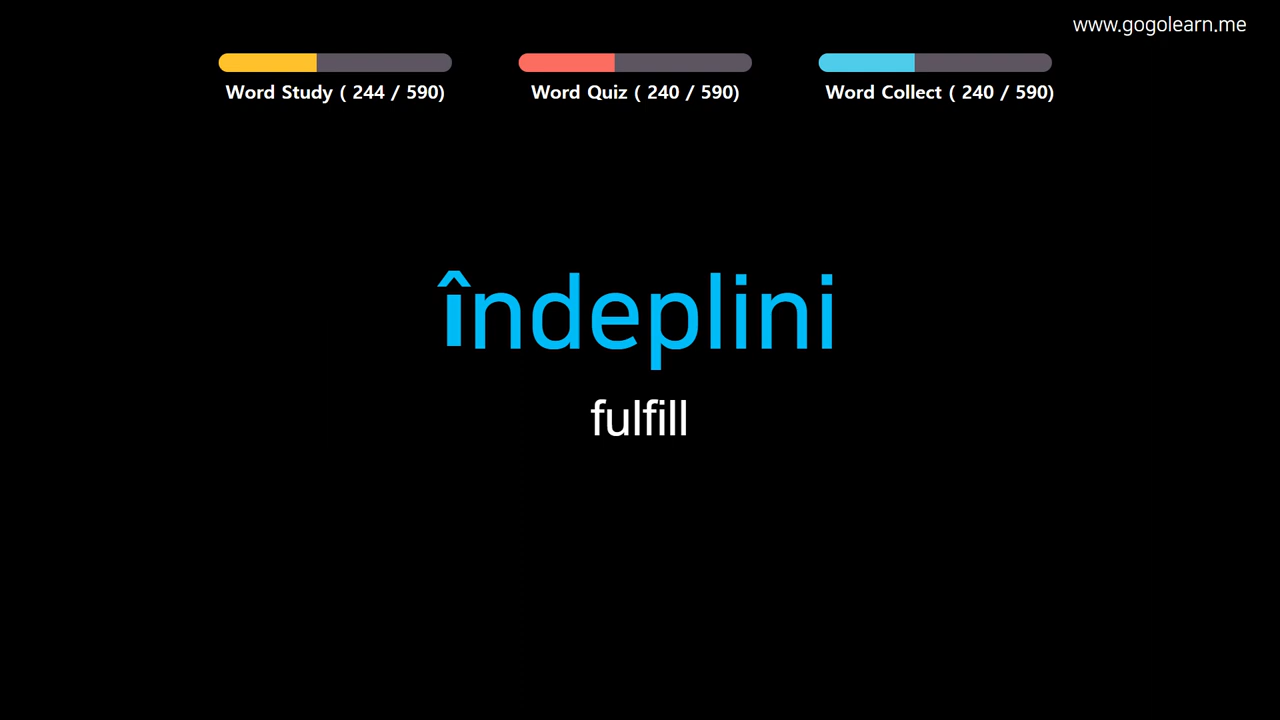 www.gogolearn.me
Word Study ( 244 / 590)
Word Quiz ( 240 / 590)
Word Collect ( 240 / 590)
îndeplini
fulfill